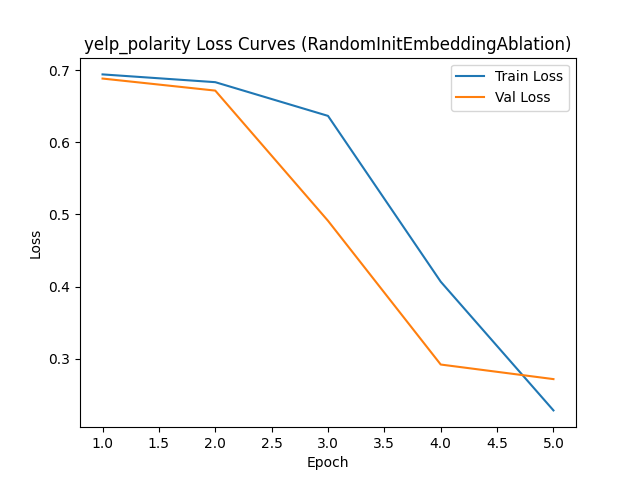 yelp_polarity Loss Curves (RandomInitEmbeddingAblation)
Train Loss
Val Loss
0.7
0.6
0.5
0.4
0.3
Loss
1.0 1.5 2.0 2.5 3.0 3.5 4.0 4.5 5.0
Epoch